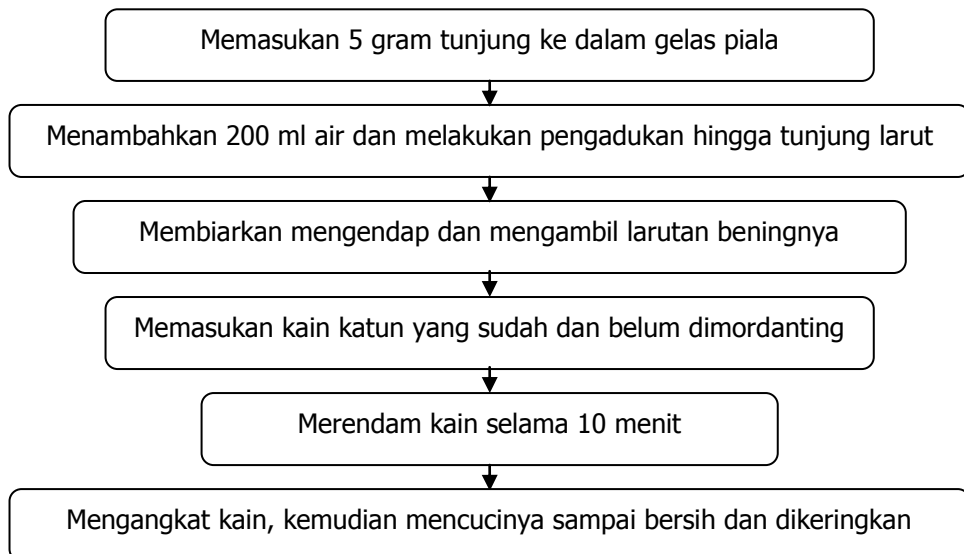 Memasukan 5 gram tunjung ke dalam gelas piala
Menambahkan 200 ml air dan melakukan pengadukan hingga tunjung larut
Membiarkan mengendap dan mengambil larutan beningnya
Memasukan kain katun yang sudah dan belum dimordanting
Merendam kain selama 10 menit
Mengangkat kain, kemudian mencucinya sampai bersih dan dikeringkan